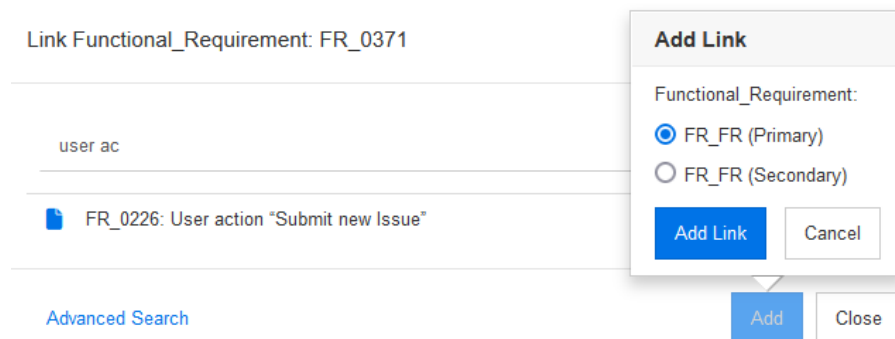 Link Functional_Requirement: FR_0371
user ac
FR_0226: User action “Submit new Issue”
Advanced Search
Add
Close
Add Link
Functional_Requirement:
FR_FR (Primary)
FR_FR (Secondary)
Add Link
Cancel